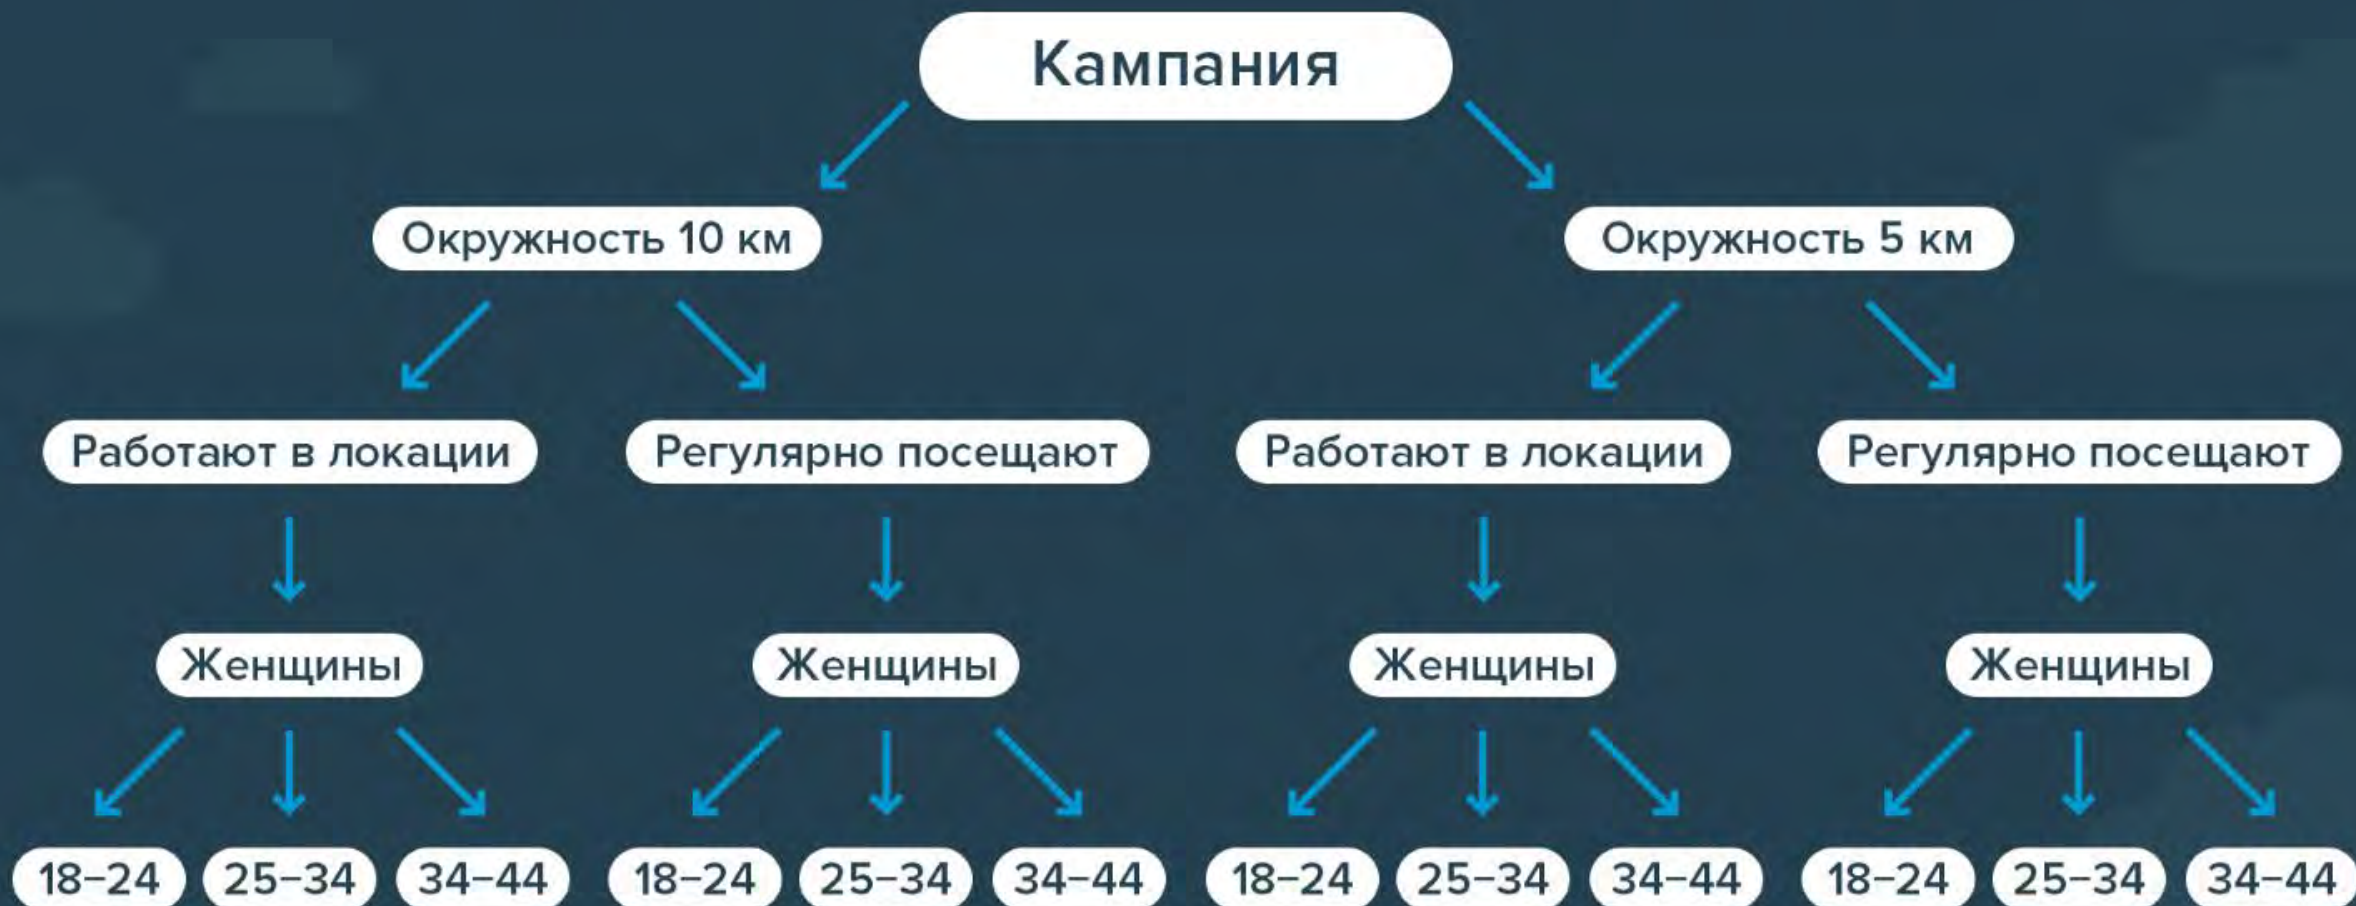 Кампания
Окружность 10 км
Окружность 5 км
Работают в локации
Регулярно посещают
Работают в локации
Регулярно посещают
Женщины
Женщины
Женщины
Женщины
18–24
25–34
34–44
18–24
25–34
34–44
18–24
25–34
34–44
18–24
25–34
34–44